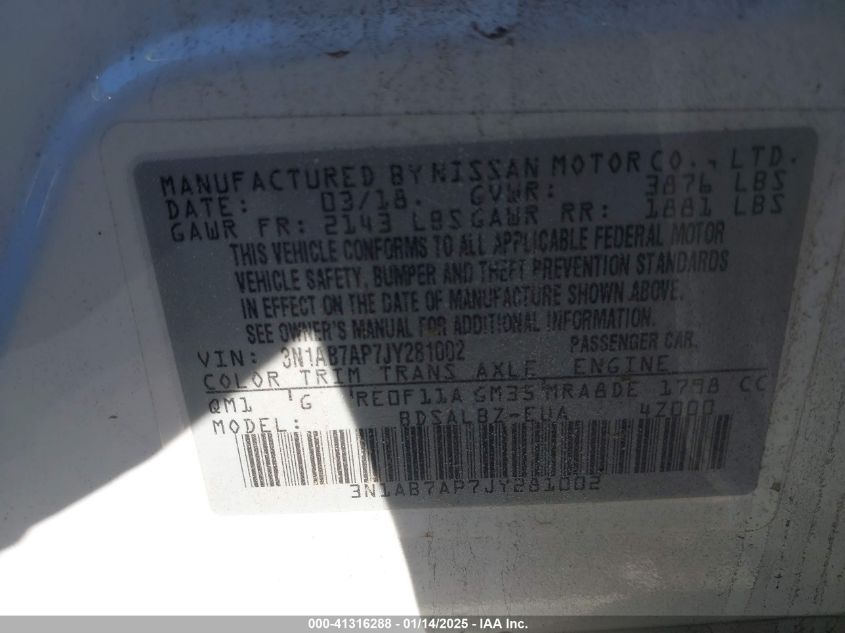 MANUFACTURED BY NISSAN MOTOR CO., LTD.
DATE: 03/18. GVWR: 3876 LBS
GAWR FR: 2143 LBS GAWR RR: 1881 LBS
THIS VEHICLE CONFORMS TO ALL APPLICABLE FEDERAL MOTOR
VEHICLE SAFETY, BUMPER AND THEFT PREVENTION STANDARDS
IN EFFECT ON THE DATE OF MANUFACTURE SHOWN ABOVE.
SEE OWNER'S MANUAL FOR ADDITIONAL INFORMATION.
VIN: 3N1AB7AP7JY281002 PASSENGER CAR.
COLOR TRIM TRANS AXLE ENGINE
QM1 'G 'RE0F11A GM35'MRA8DE 1798 CC
MODEL: BDSALBZ-EUA 4Z000
3N1AB7AP7JY281002
000-41316288 - 01/14/2025 - IAA Inc.